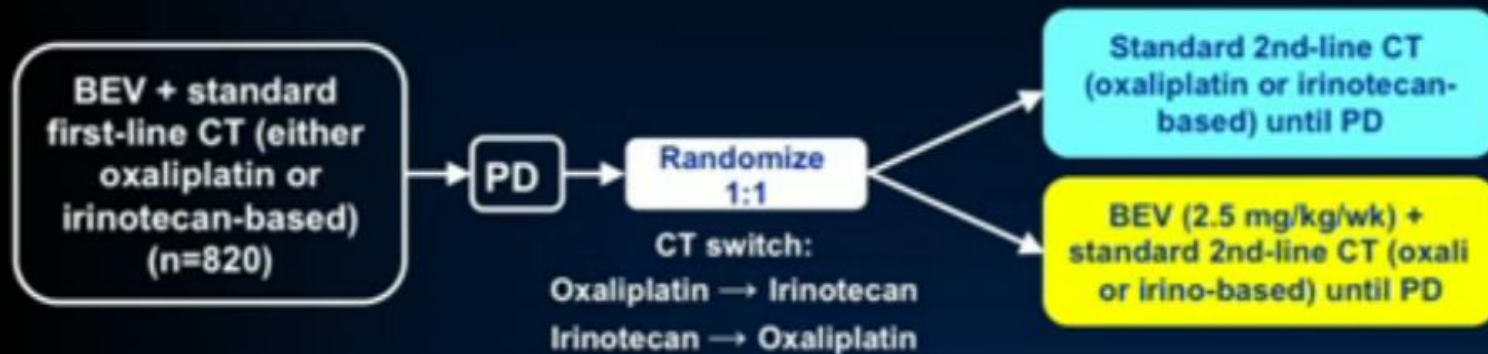 BEV + standard
first-line CT (either
oxaliplatin or
irinotecan-based)
(n=820)
PD
Randomize
1:1
CT switch:
Oxaliplatin → Irinotecan
Irinotecan → Oxaliplatin
Standard 2nd-line CT
(oxaliplatin or irinotecan-
based) until PD
BEV (2.5 mg/kg/wk) +
standard 2nd-line CT (oxali
or irino-based) until PD